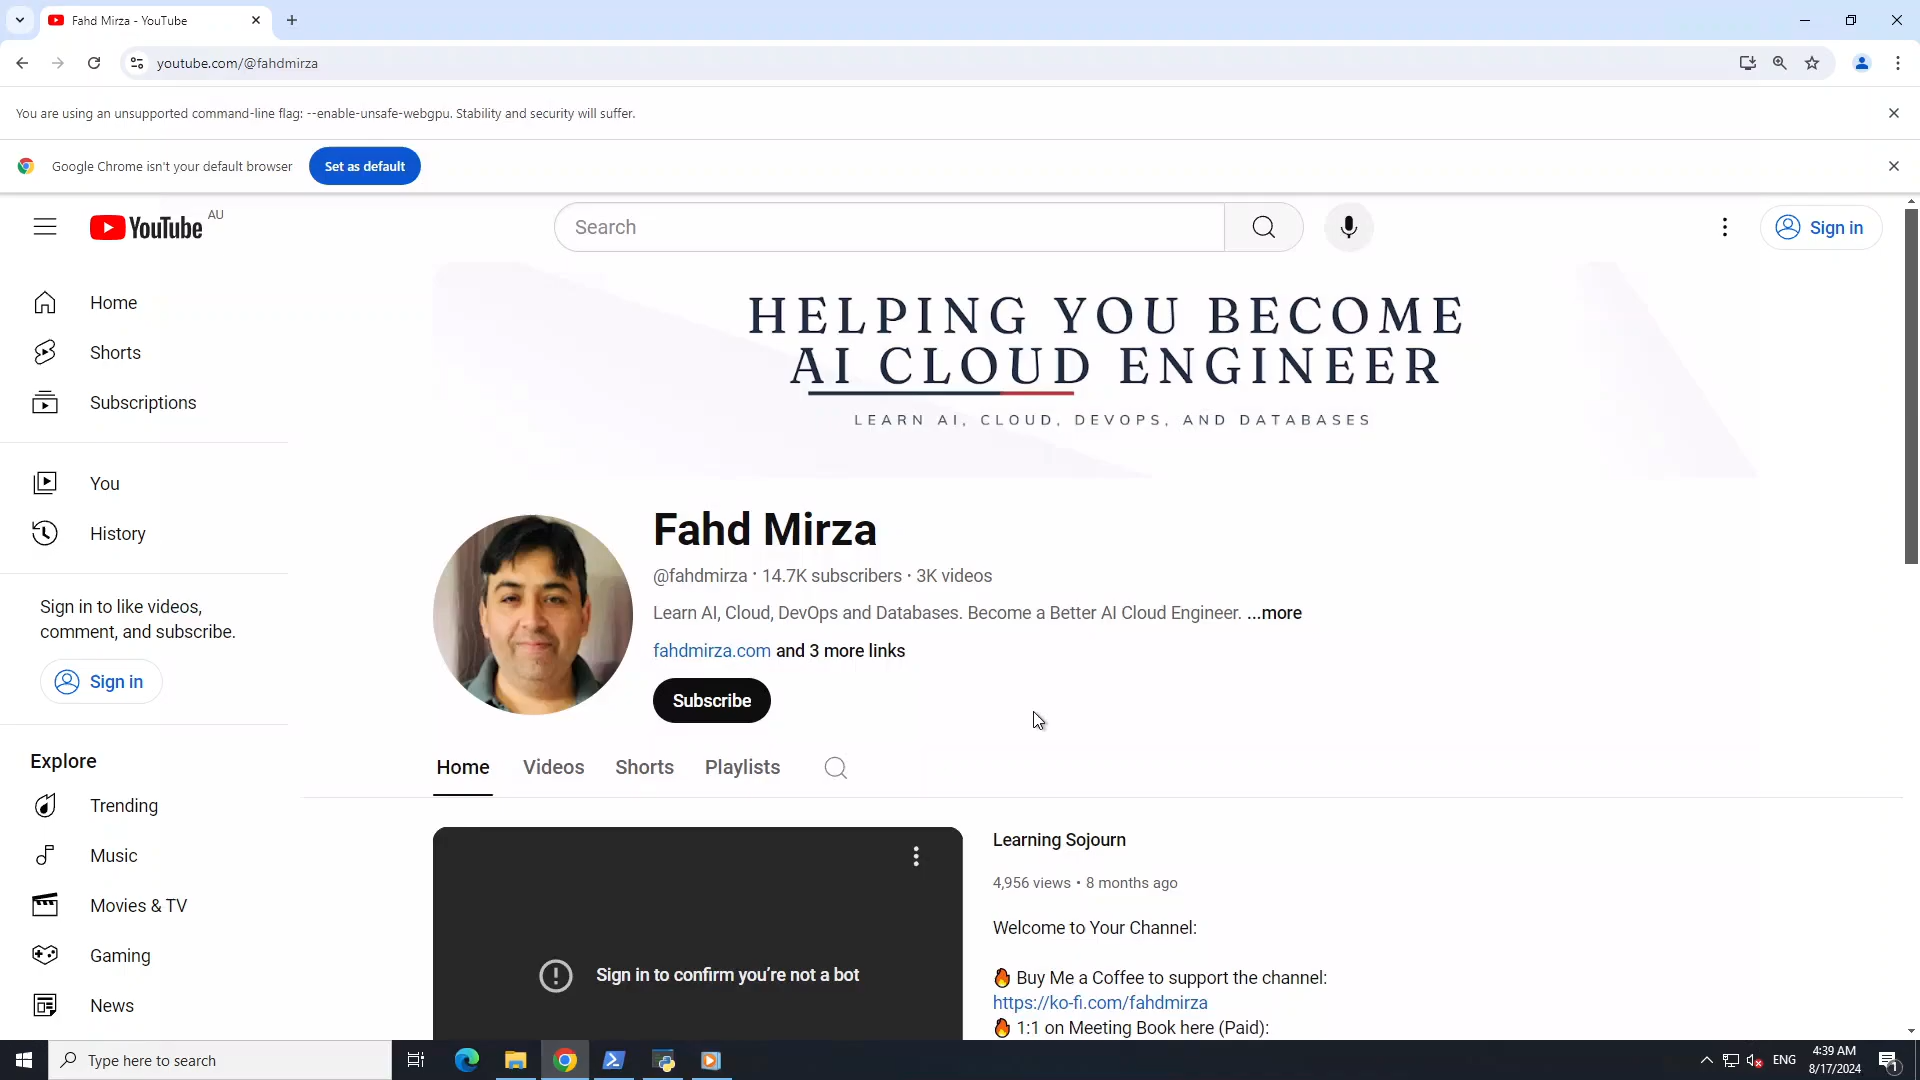 Fahd Mirza - YouTube
youtube.com/@fahdmirza
You are using an unsupported command-line flag: --enable-unsafe-webgpu. Stability and security will suffer.
Google Chrome isn't your default browser
Set as default
YouTube AU
Search
Sign in
HELPING YOU BECOME
AI CLOUD ENGINEER
LEARN AI, CLOUD, DEVOPS, AND DATABASES
Home
Shorts
Subscriptions
You
History
Sign in to like videos,
comment, and subscribe.
Sign in
Explore
Trending
Music
Movies & TV
Gaming
News
Fahd Mirza
@fahdmirza · 14.7K subscribers · 3K videos
Learn AI, Cloud, DevOps and Databases. Become a Better AI Cloud Engineer. ...more
fahdmirza.com and 3 more links
Subscribe
Home Videos Shorts Playlists
Sign in to confirm you’re not a bot
Learning Sojourn
4,956 views • 8 months ago
Welcome to Your Channel:
🔥 Buy Me a Coffee to support the channel:
https://ko-fi.com/fahdmirza
🔥 1:1 on Meeting Book here (Paid):
Type here to search
ENG
4:39 AM
8/17/2024
1